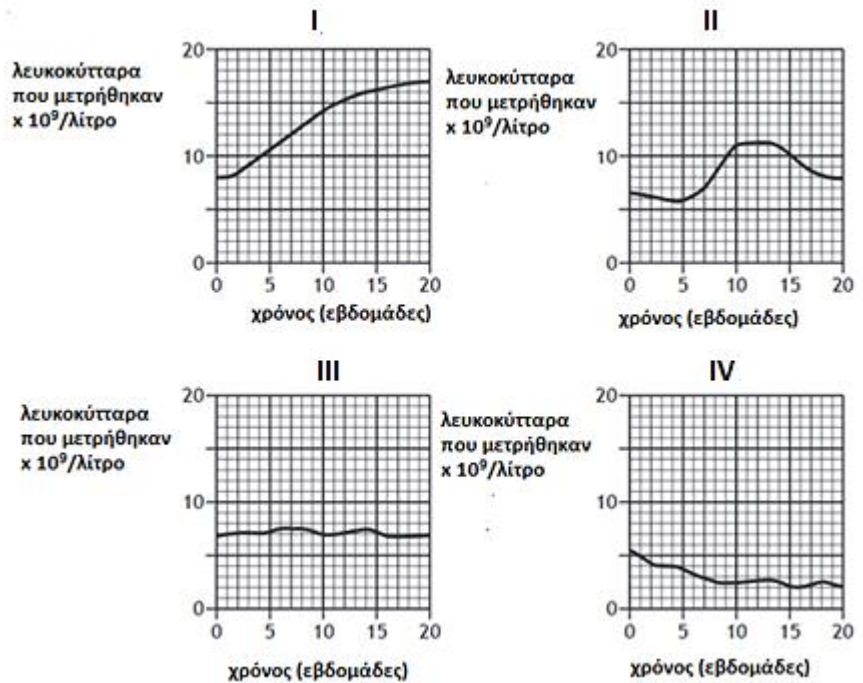 I
λευκοκύτταρα
που μετρήθηκαν
x 10⁹/λίτρο
20
10
0
0 5 10 15 20
χρόνος (εβδομάδες)
II
λευκοκύτταρα
που μετρήθηκαν
x 10⁹/λίτρο
20
10
0
0 5 10 15 20
χρόνος (εβδομάδες)
III
λευκοκύτταρα
που μετρήθηκαν
x 10⁹/λίτρο
20
10
0
0 5 10 15 20
χρόνος (εβδομάδες)
IV
λευκοκύτταρα
που μετρήθηκαν
x 10⁹/λίτρο
20
10
0
0 5 10 15 20
χρόνος (εβδομάδες)